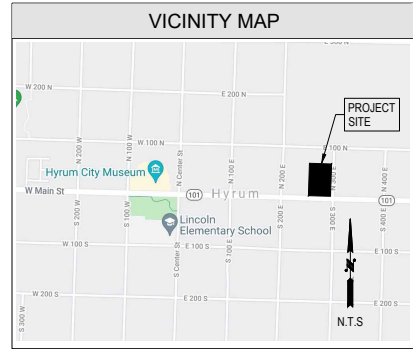 VICINITY MAP
W 200 N
E 200 N
PROJECT
SITE
N 200 W
N 100 W
W 100 N
N Center St
N 100 E
N 200 E
E 100 N
N 300 E
N 400 E
Hyrum City Museum
W Main St
101
Hyrum
101
Lincoln
Elementary School
S 200 W
S 100 W
S Center St
S 100 E
S 200 E
S 300 E
S 400 E
W 100 S
E 100 S
E 100 S
W 200 S
E 200 S
E 200 S
S 300 W
N.T.S